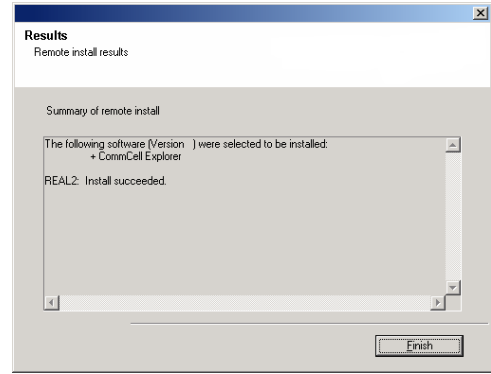 Results
Remote install results
Summary of remote install
The following software (Version   ) were selected to be installed:
+ CommCell Explorer
REAL2:  Install succeeded.
Finish